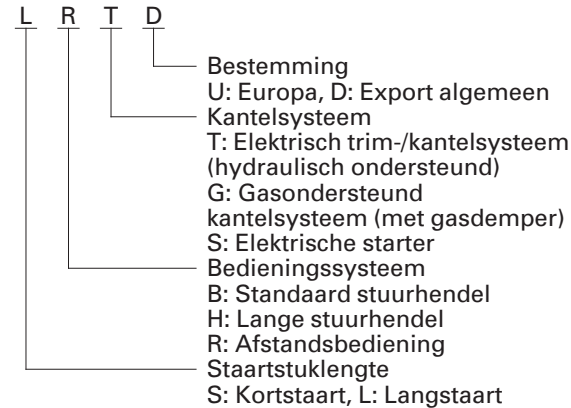 L R T D
Bestemming
U: Europa, D: Export algemeen
Kantelsysteem
T: Elektrisch trim-/kantelsysteem
(hydraulisch ondersteund)
G: Gasondersteund
kantelsysteem (met gasdemper)
S: Elektrische starter
Bedieningssysteem
B: Standaard stuurhendel
H: Lange stuurhendel
R: Afstandsbediening
Staartstuklengte
S: Kortstaart, L: Langstaart